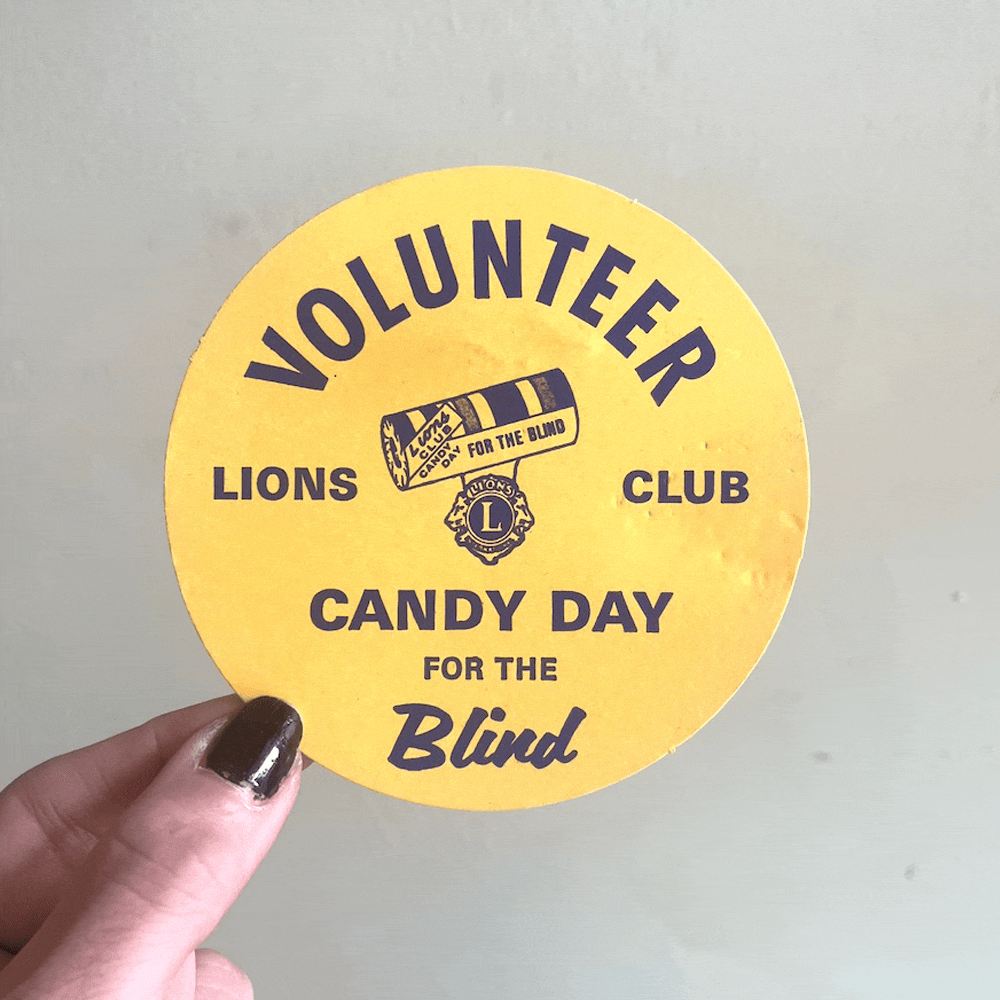 VOLUNTEER
Lions
CLUB
CANDY
DAY
FOR THE BLIND
LIONS
CLUB
LIONS
L
CANDY DAY
FOR THE
Blind